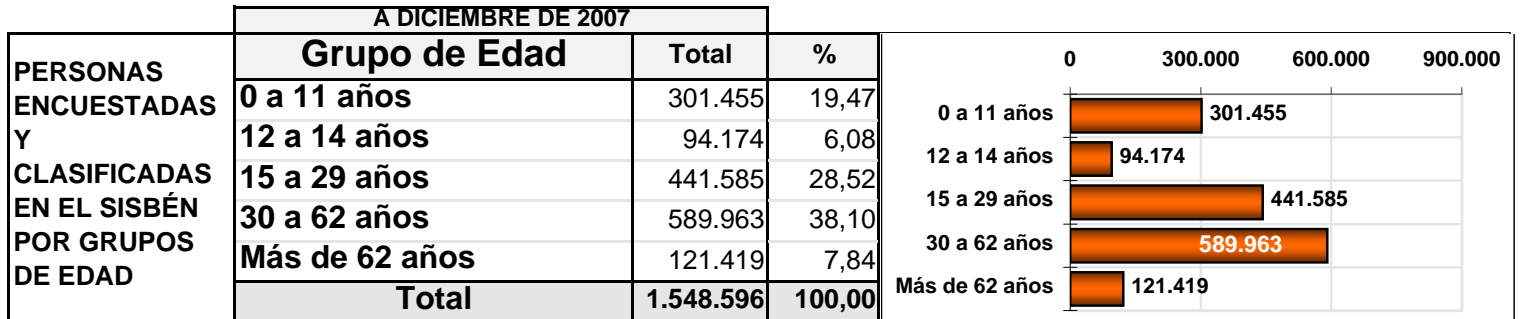 A DICIEMBRE DE 2007
PERSONAS
ENCUESTADAS
Y
CLASIFICADAS
EN EL SISBÉN
POR GRUPOS
DE EDAD
Grupo de Edad Total %
0 a 11 años 301.455 19,47
12 a 14 años 94.174 6,08
15 a 29 años 441.585 28,52
30 a 62 años 589.963 38,10
Más de 62 años 121.419 7,84
Total 1.548.596 100,00
0 300.000 600.000 900.000
0 a 11 años 301.455
12 a 14 años 94.174
15 a 29 años 441.585
30 a 62 años 589.963
Más de 62 años 121.419